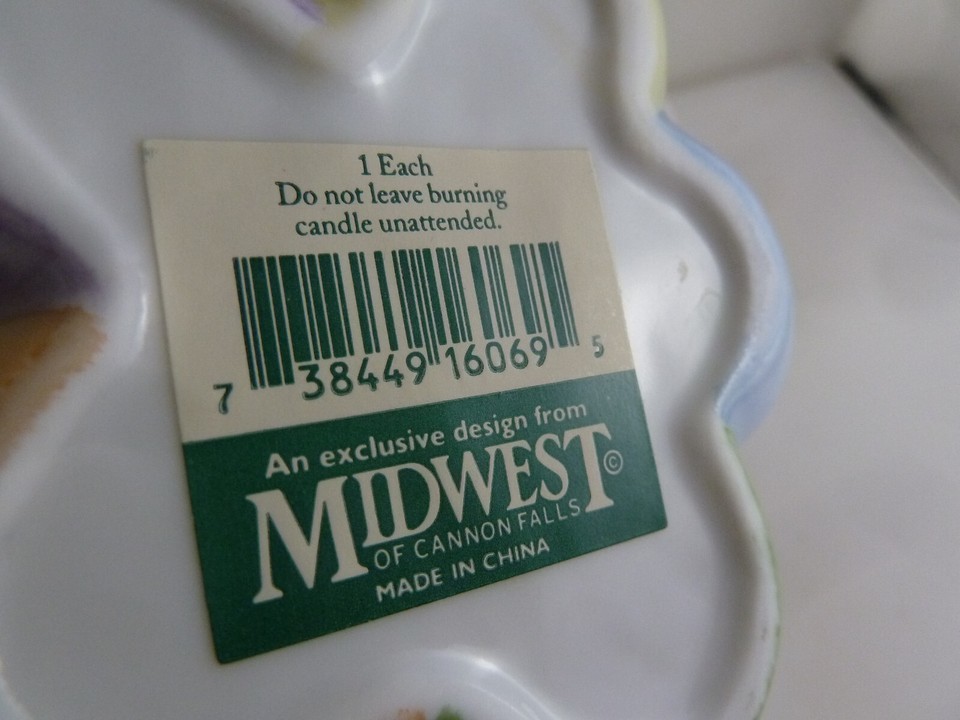 1 Each
Do not leave burning
candle unattended.
7 38449 16069 5
An exclusive design from
MIDWEST©
OF CANNON FALLS
MADE IN CHINA